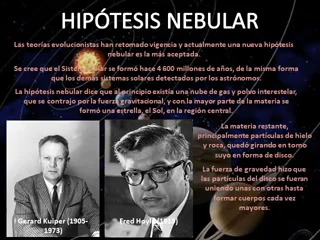 HIPÓTESIS NEBULAR
Las teorías evolucionistas han retomado vigencia y actualmente una nueva hipótesis
nebular es la más aceptada.
Se cree que el Sistema Solar se formó hace 4 600 millones de años, de la misma forma
que los demás sistemas solares detectados por los astrónomos.
La hipótesis nebular dice que al principio existía una nube de gas y polvo interestelar,
que se contrajo por la fuerza gravitacional, y con la mayor parte de la materia se
formó una estrella, el Sol, en la región central.
La materia restante,
principalmente partículas de hielo
y roca, quedó girando en torno
suyo en forma de disco.
La fuerza de gravedad hizo que
las partículas del disco se fueran
uniendo unas con otras hasta
formar cuerpos cada vez
mayores.
Gerard Kuiper (1905-
1973)
Fred Hoyle